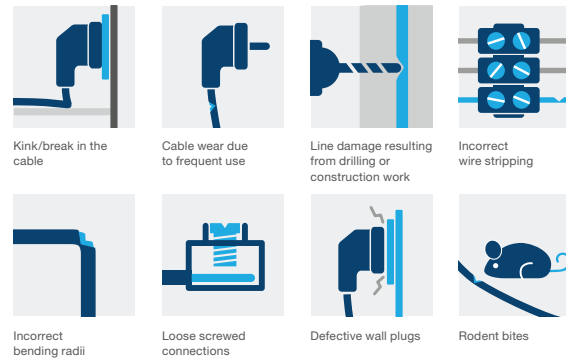 Kink/break in the
cable
Cable wear due
to frequent use
Line damage resulting
from drilling or
construction work
Incorrect
wire stripping
Incorrect
bending radii
Loose screwed
connections
Defective wall plugs
Rodent bites